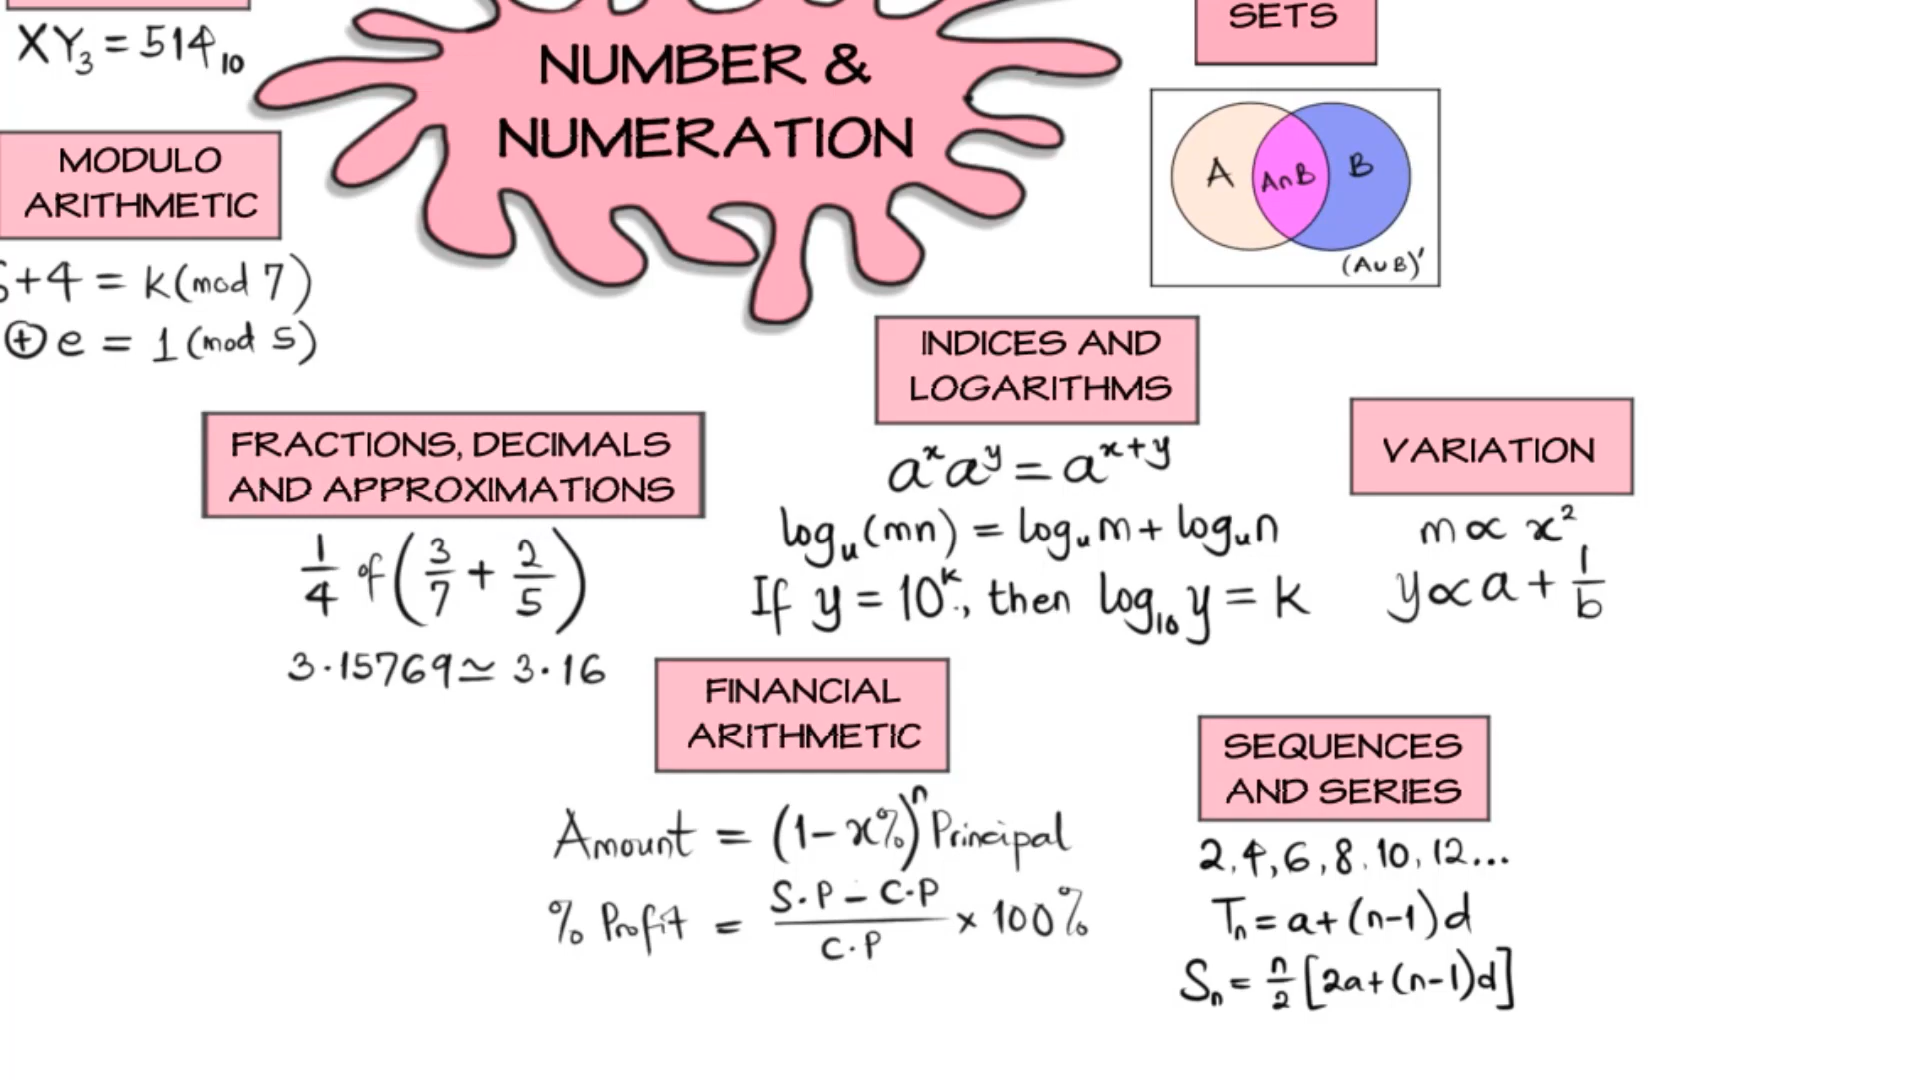 XY₃ = 514₁₀
NUMBER &
NUMERATION
SETS
A
A∩B
B
(A∪B)'
MODULO
ARITHMETIC
+4 = k(mod 7)
⊕ e = 1 (mod 5)
INDICES AND
LOGARITHMS
aˣaʸ = aˣ⁺ʸ
logᵤ(mn) = logᵤm + logᵤn
If y = 10ᵏ, then log₁₀y = k
VARIATION
m ∝ x²
y ∝ a + 1/b
FRACTIONS, DECIMALS
AND APPROXIMATIONS
1/4 of (3/7 + 2/5)
3·15769 ≃ 3·16
FINANCIAL
ARITHMETIC
Amount = (1-x%)ⁿ Principal
% Profit = (S.P - C.P)/C.P × 100%
SEQUENCES
AND SERIES
2, 4, 6, 8, 10, 12...
Tₙ = a + (n-1)d
Sₙ = n/2 [2a + (n-1)d]